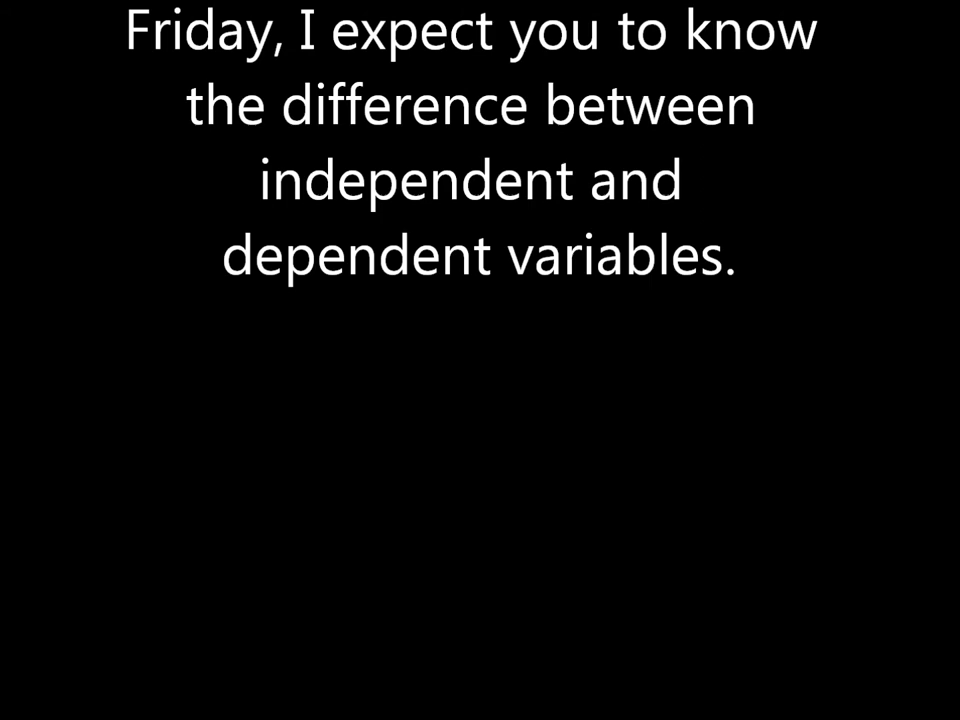 Friday, I expect you to know
the difference between
independent and
dependent variables.